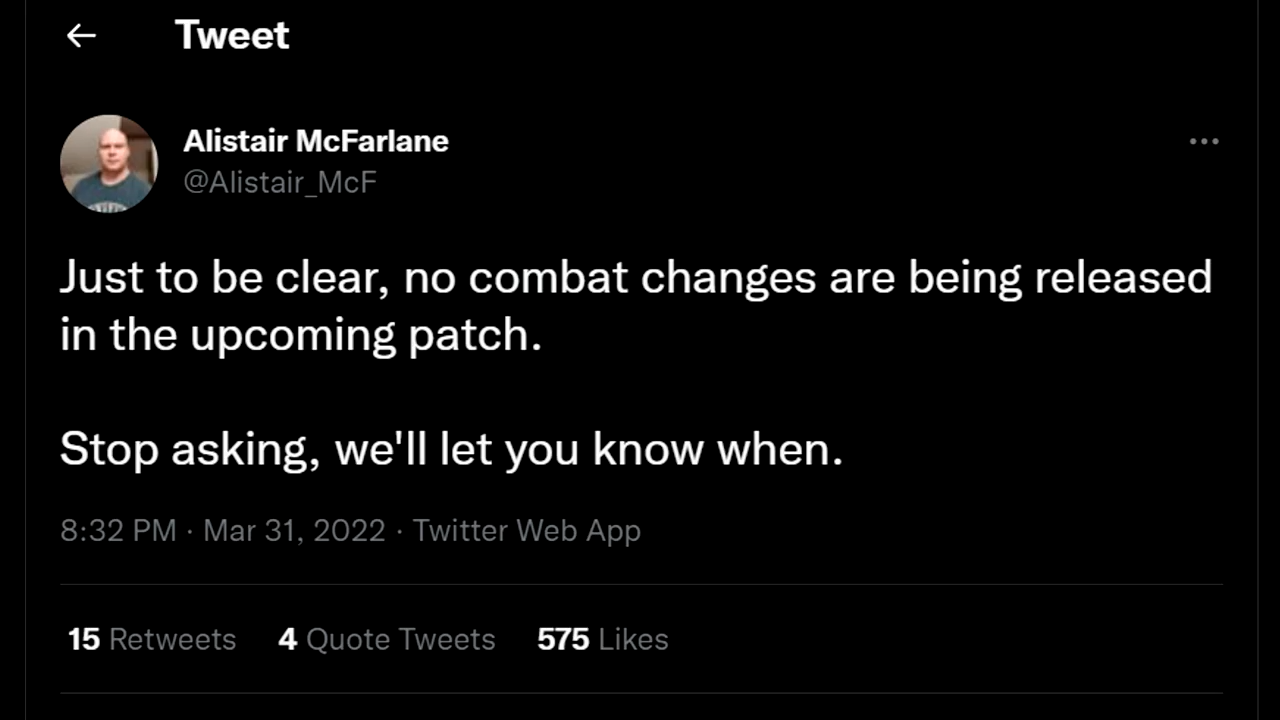 Tweet
Alistair McFarlane
@Alistair_McF
Just to be clear, no combat changes are being released
in the upcoming patch.
Stop asking, we'll let you know when.
8:32 PM · Mar 31, 2022 · Twitter Web App
15 Retweets 4 Quote Tweets 575 Likes